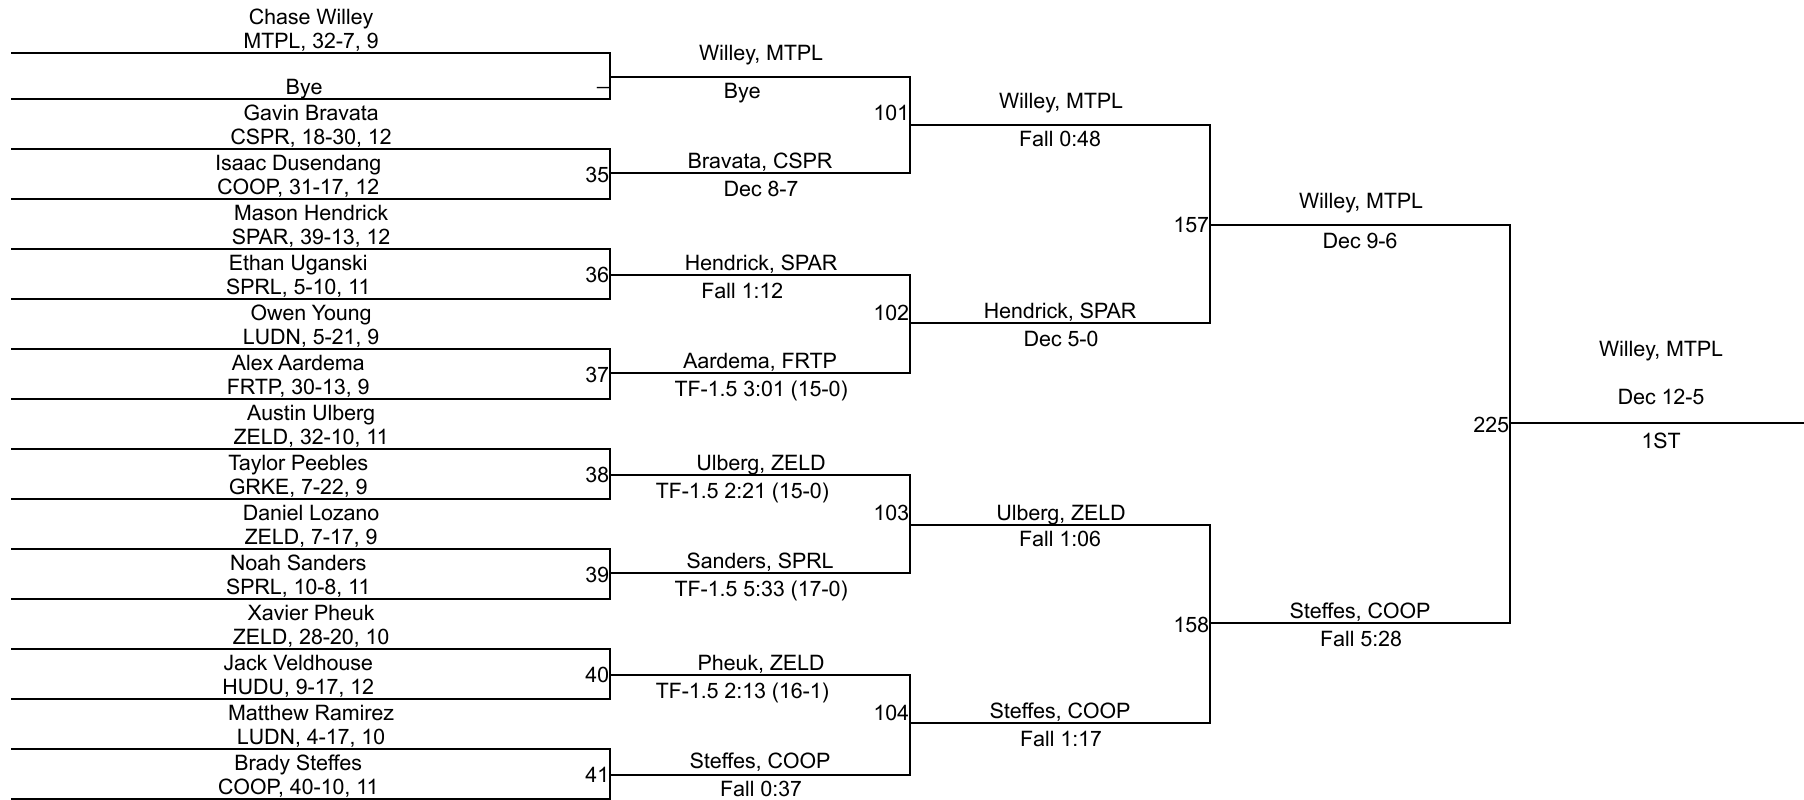 Chase Willey
MTPL, 32-7, 9
Bye
Gavin Bravata
CSPR, 18-30, 12
Isaac Dusendang
COOP, 31-17, 12
Mason Hendrick
SPAR, 39-13, 12
Ethan Uganski
SPRL, 5-10, 11
Owen Young
LUDN, 5-21, 9
Alex Aardema
FRTP, 30-13, 9
Austin Ulberg
ZELD, 32-10, 11
Taylor Peebles
GRKE, 7-22, 9
Daniel Lozano
ZELD, 7-17, 9
Noah Sanders
SPRL, 10-8, 11
Xavier Pheuk
ZELD, 28-20, 10
Jack Veldhouse
HUDU, 9-17, 12
Matthew Ramirez
LUDN, 4-17, 10
Brady Steffes
COOP, 40-10, 11
–
35
36
37
38
39
40
41
Willey, MTPL
Bye
Bravata, CSPR
Dec 8-7
Hendrick, SPAR
Fall 1:12
Aardema, FRTP
TF-1.5 3:01 (15-0)
Ulberg, ZELD
TF-1.5 2:21 (15-0)
Sanders, SPRL
TF-1.5 5:33 (17-0)
Pheuk, ZELD
TF-1.5 2:13 (16-1)
Steffes, COOP
Fall 0:37
101
102
103
104
Willey, MTPL
Fall 0:48
Hendrick, SPAR
Dec 5-0
Ulberg, ZELD
Fall 1:06
Steffes, COOP
Fall 1:17
157
158
Willey, MTPL
Dec 9-6
Steffes, COOP
Fall 5:28
225
Willey, MTPL
Dec 12-5
1ST